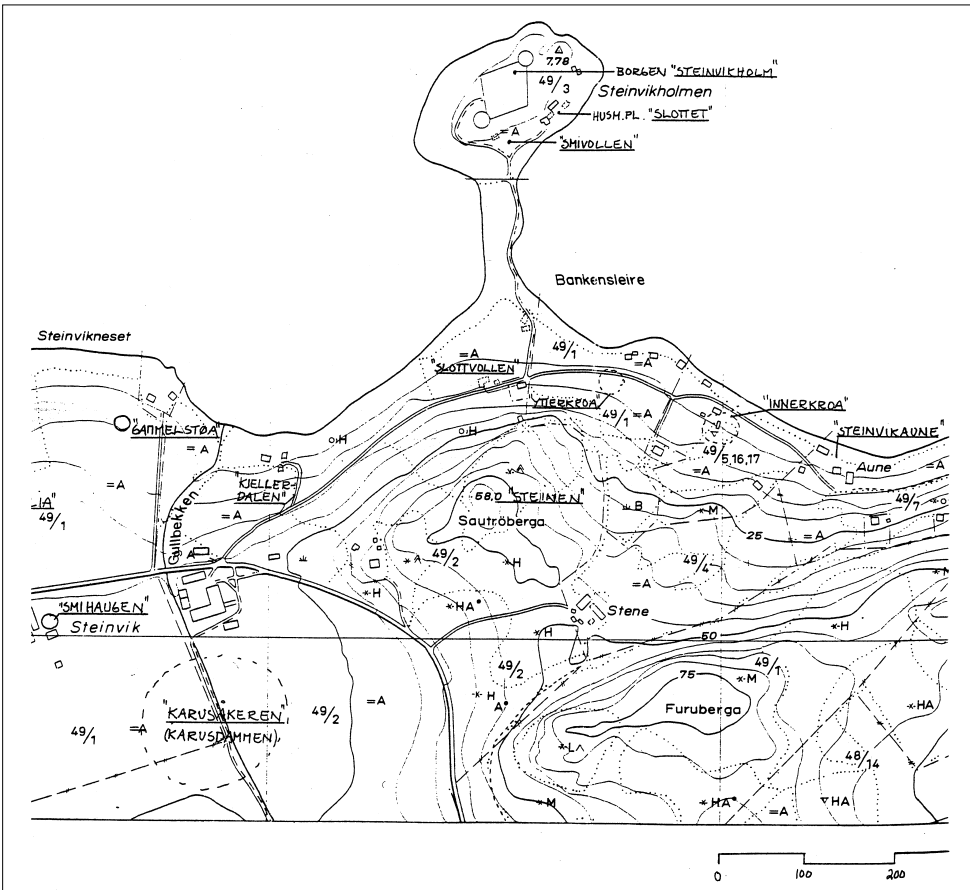 7,78
BORGEN "STEINVIKHOLM"
49/3
Steinvikholmen
HUSH.PL. "SLOTTET"
=A
"SMIVOLLEN"
Bankensleire
Steinvikneset
49/1
=A
=A
"SLOTTVOLLEN"
"YTTERKROA"
"INNERKROA"
49/1
=A
"GAMMELSTØA"
H
H
"STEINVIKAUNE"
=A
49/5,16,17
Aune
=A
=A
=A
"KJELLER-
DALEN"
A
58,0 "STEINEN"
49/7
49/1
Gullbekken
=A
Sautröberga
B
M
25
=A
A
A
49/2
H
49/4
H
=A
"SMIHAUGEN"
HA
Stene
Steinvik
H
50
H
49/1
49/2
75
M
"KARUSÅKEREN"
(KARUSDAMMEN)
49/2
=A
H
A
Furuberga
HA
49/1
=A
L
48/14
M
HA
=A
HA
0 100 200